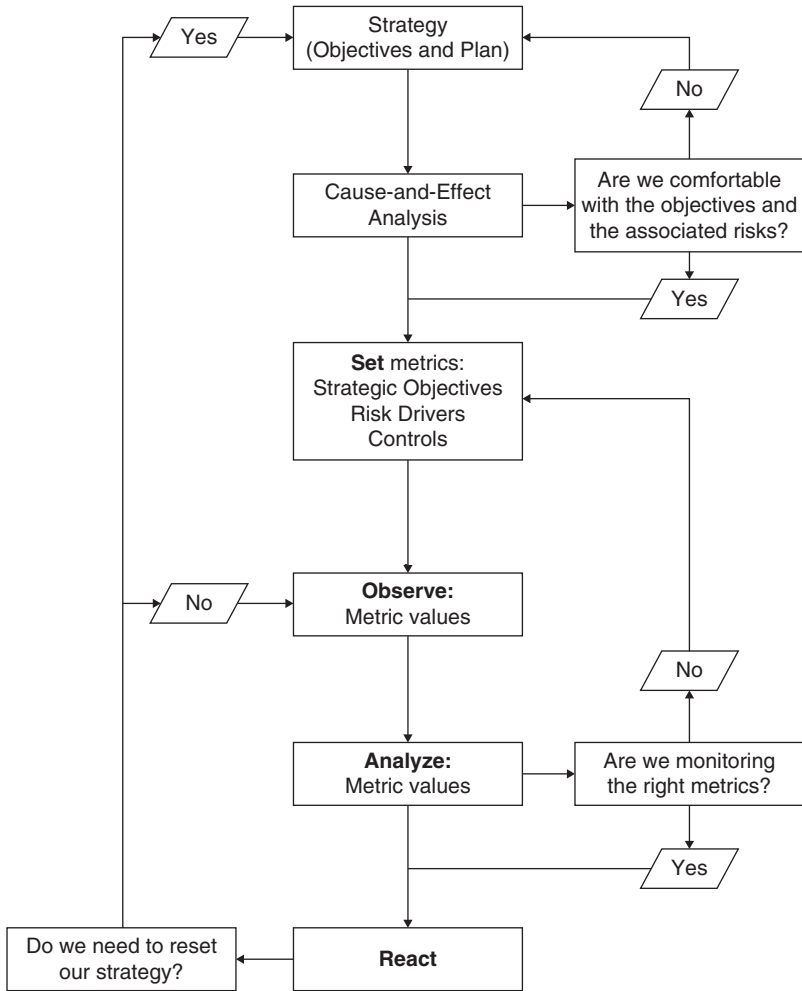 Yes
Strategy
(Objectives and Plan)
No
Cause-and-Effect
Analysis
Are we comfortable
with the objectives and
the associated risks?
Yes
Set metrics:
Strategic Objectives
Risk Drivers
Controls
No
Observe:
Metric values
No
Analyze:
Metric values
Are we monitoring
the right metrics?
Yes
Do we need to reset
our strategy?
React